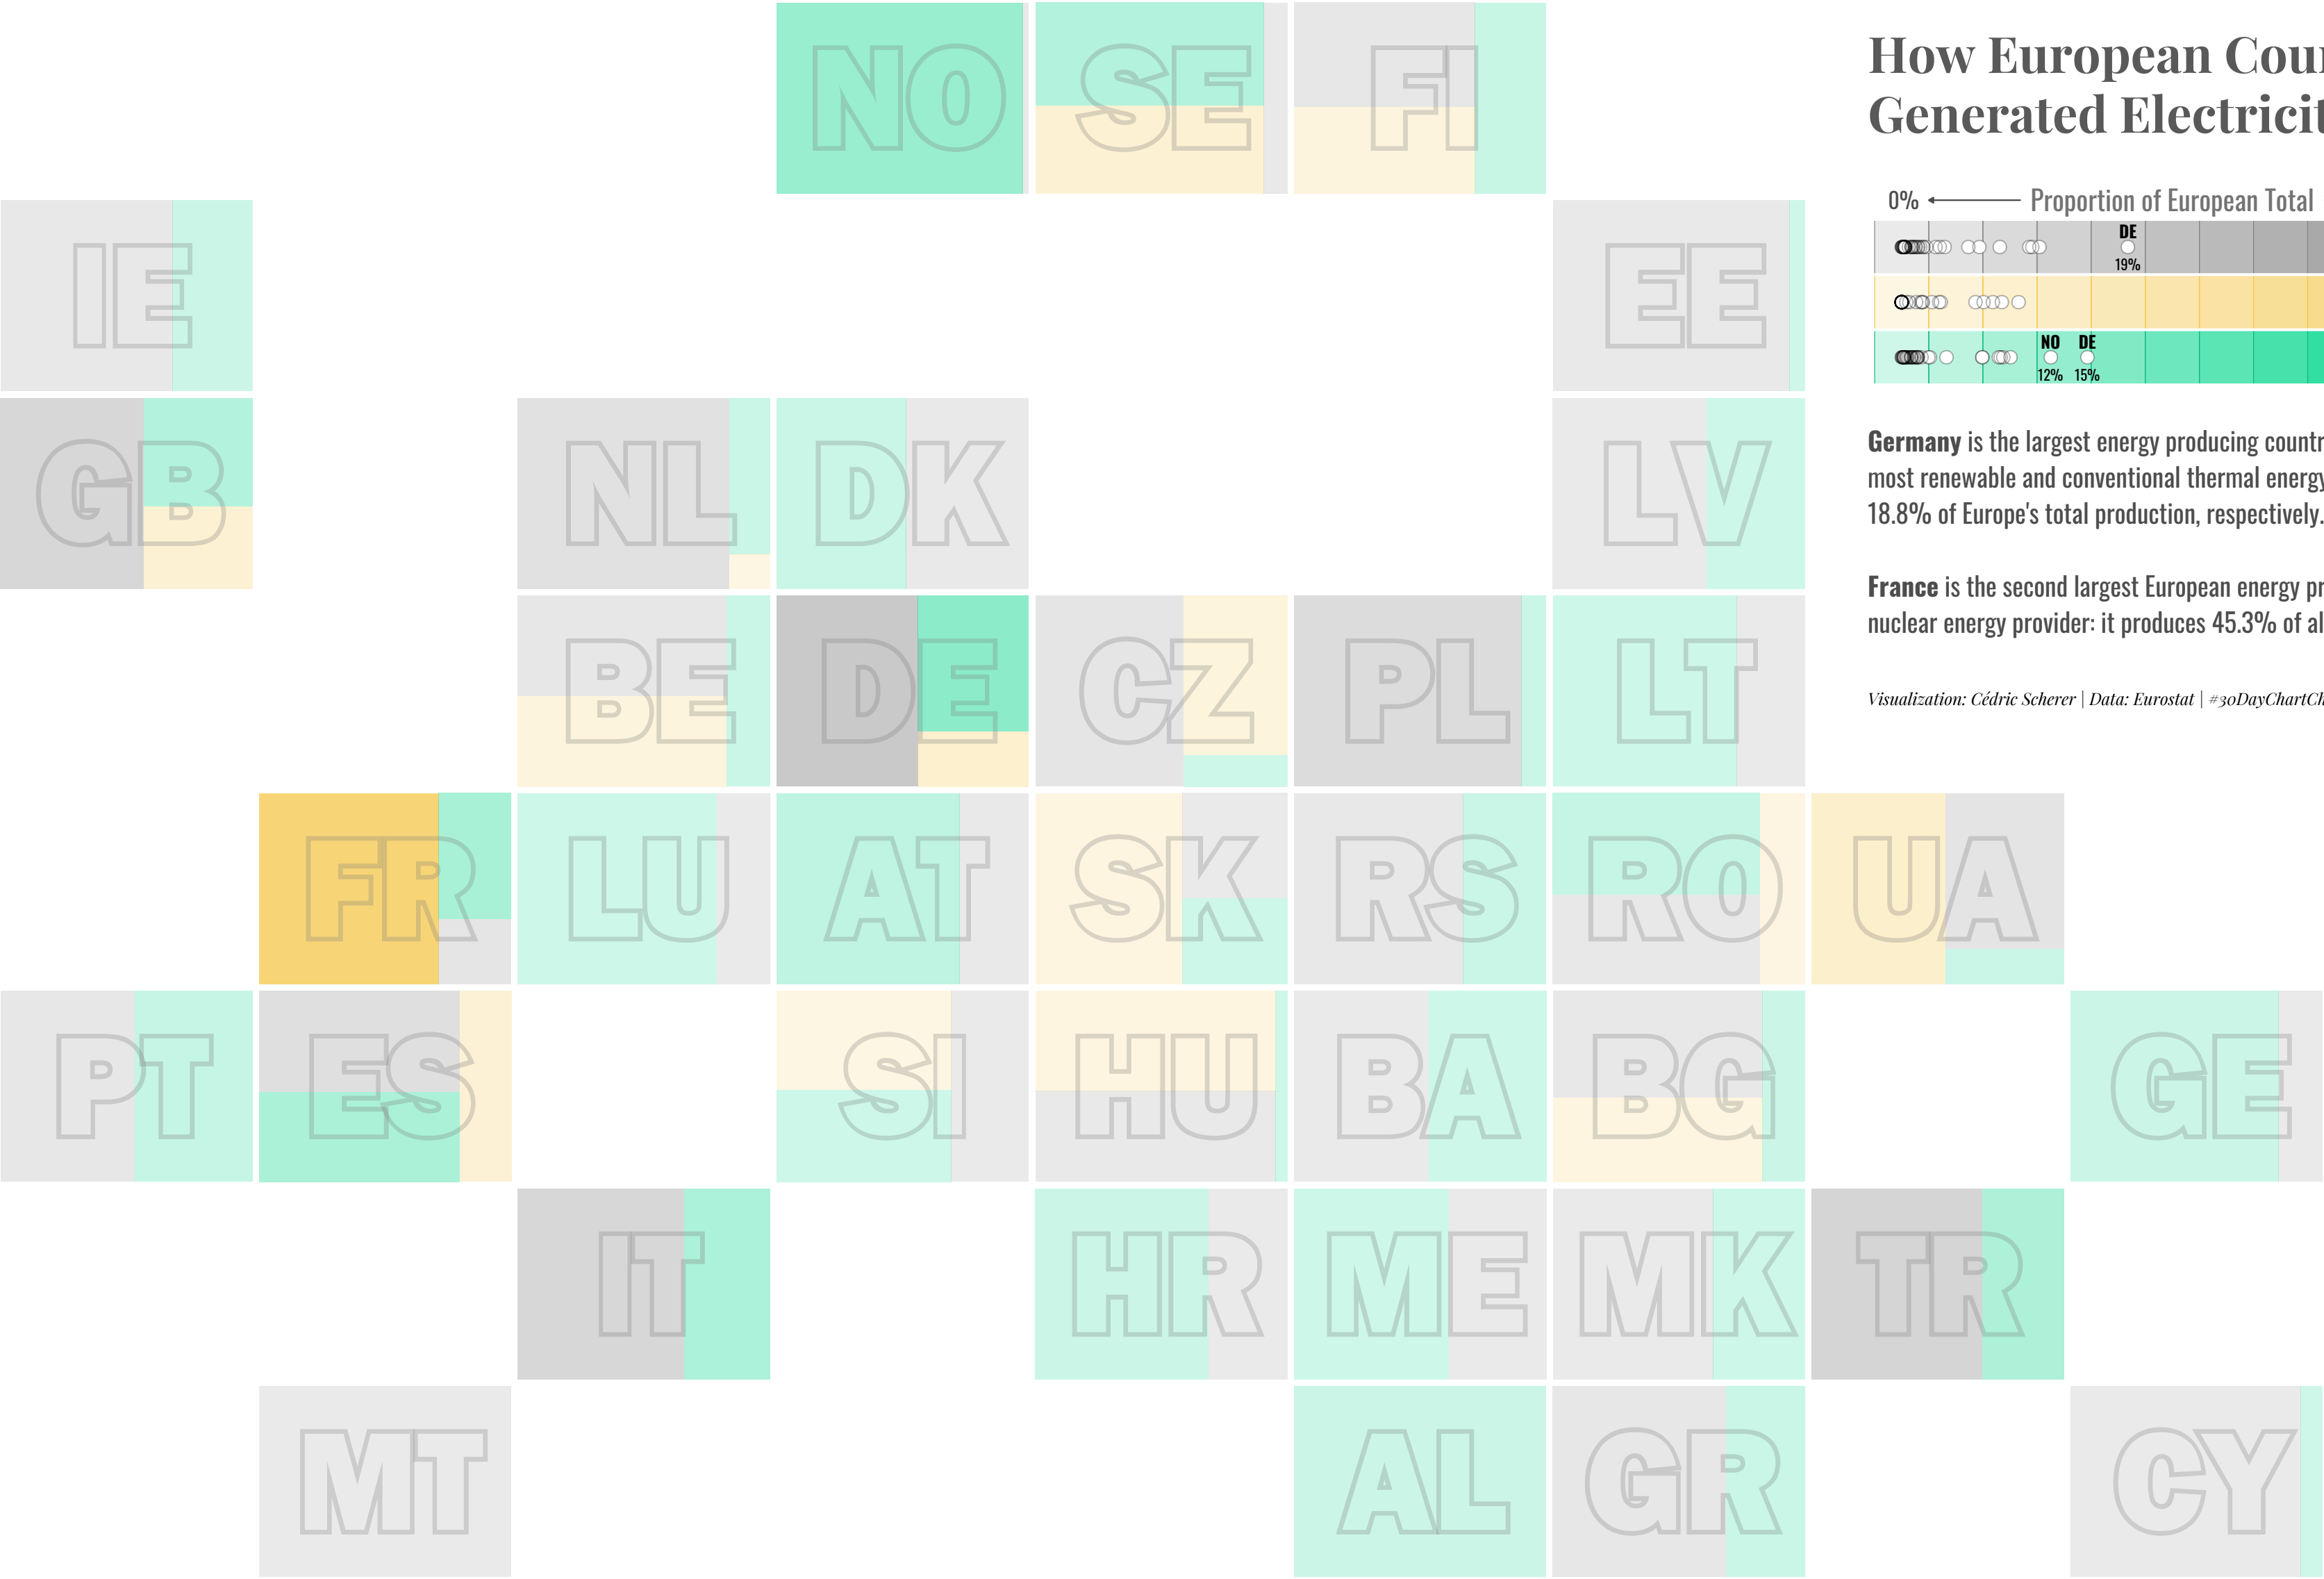 How European Cou
Generated Electricit
0% Proportion of European Total
DE
19%
NO DE
12% 15%
Germany is the largest energy producing countr
most renewable and conventional thermal energy
18.8% of Europe's total production, respectively.
France is the second largest European energy pr
nuclear energy provider: it produces 45.3% of al
Visualization: Cédric Scherer | Data: Eurostat | #30DayChartCh
NO SE FI
IE EE
GB NL DK LV
BE DE CZ PL LT
FR LU AT SK RS RO UA
PT ES SI HU BA BG GE
IT HR ME MK TR
MT AL GR CY